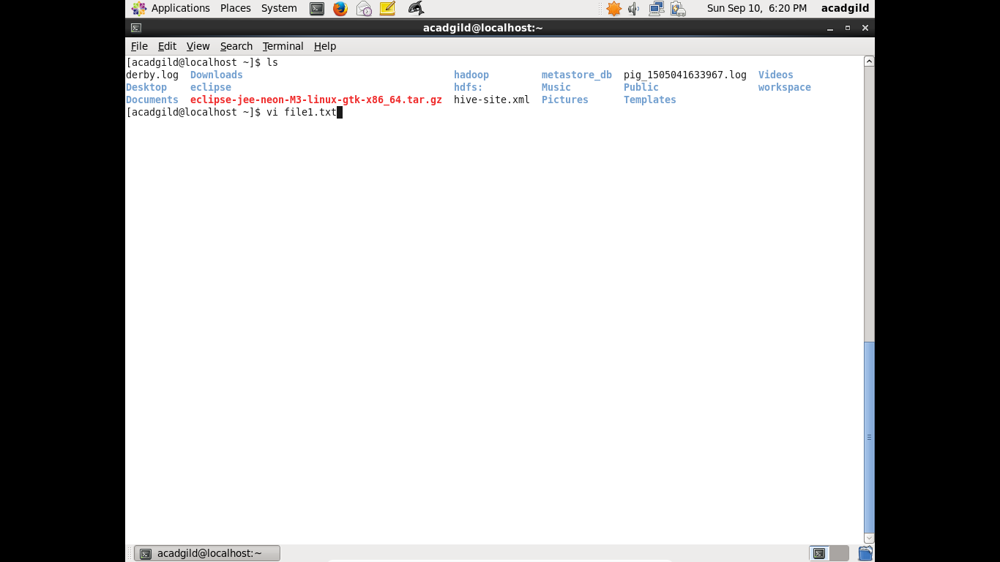 Applications Places System Sun Sep 10, 6:20 PM acadgild
acadgild@localhost:~
File Edit View Search Terminal Help
[acadgild@localhost ~]$ ls
derby.log Downloads hadoop metastore_db pig_1505041633967.log Videos
Desktop eclipse hdfs: Music Public workspace
Documents eclipse-jee-neon-M3-linux-gtk-x86_64.tar.gz hive-site.xml Pictures Templates
[acadgild@localhost ~]$ vi file1.txt
acadgild@localhost:~